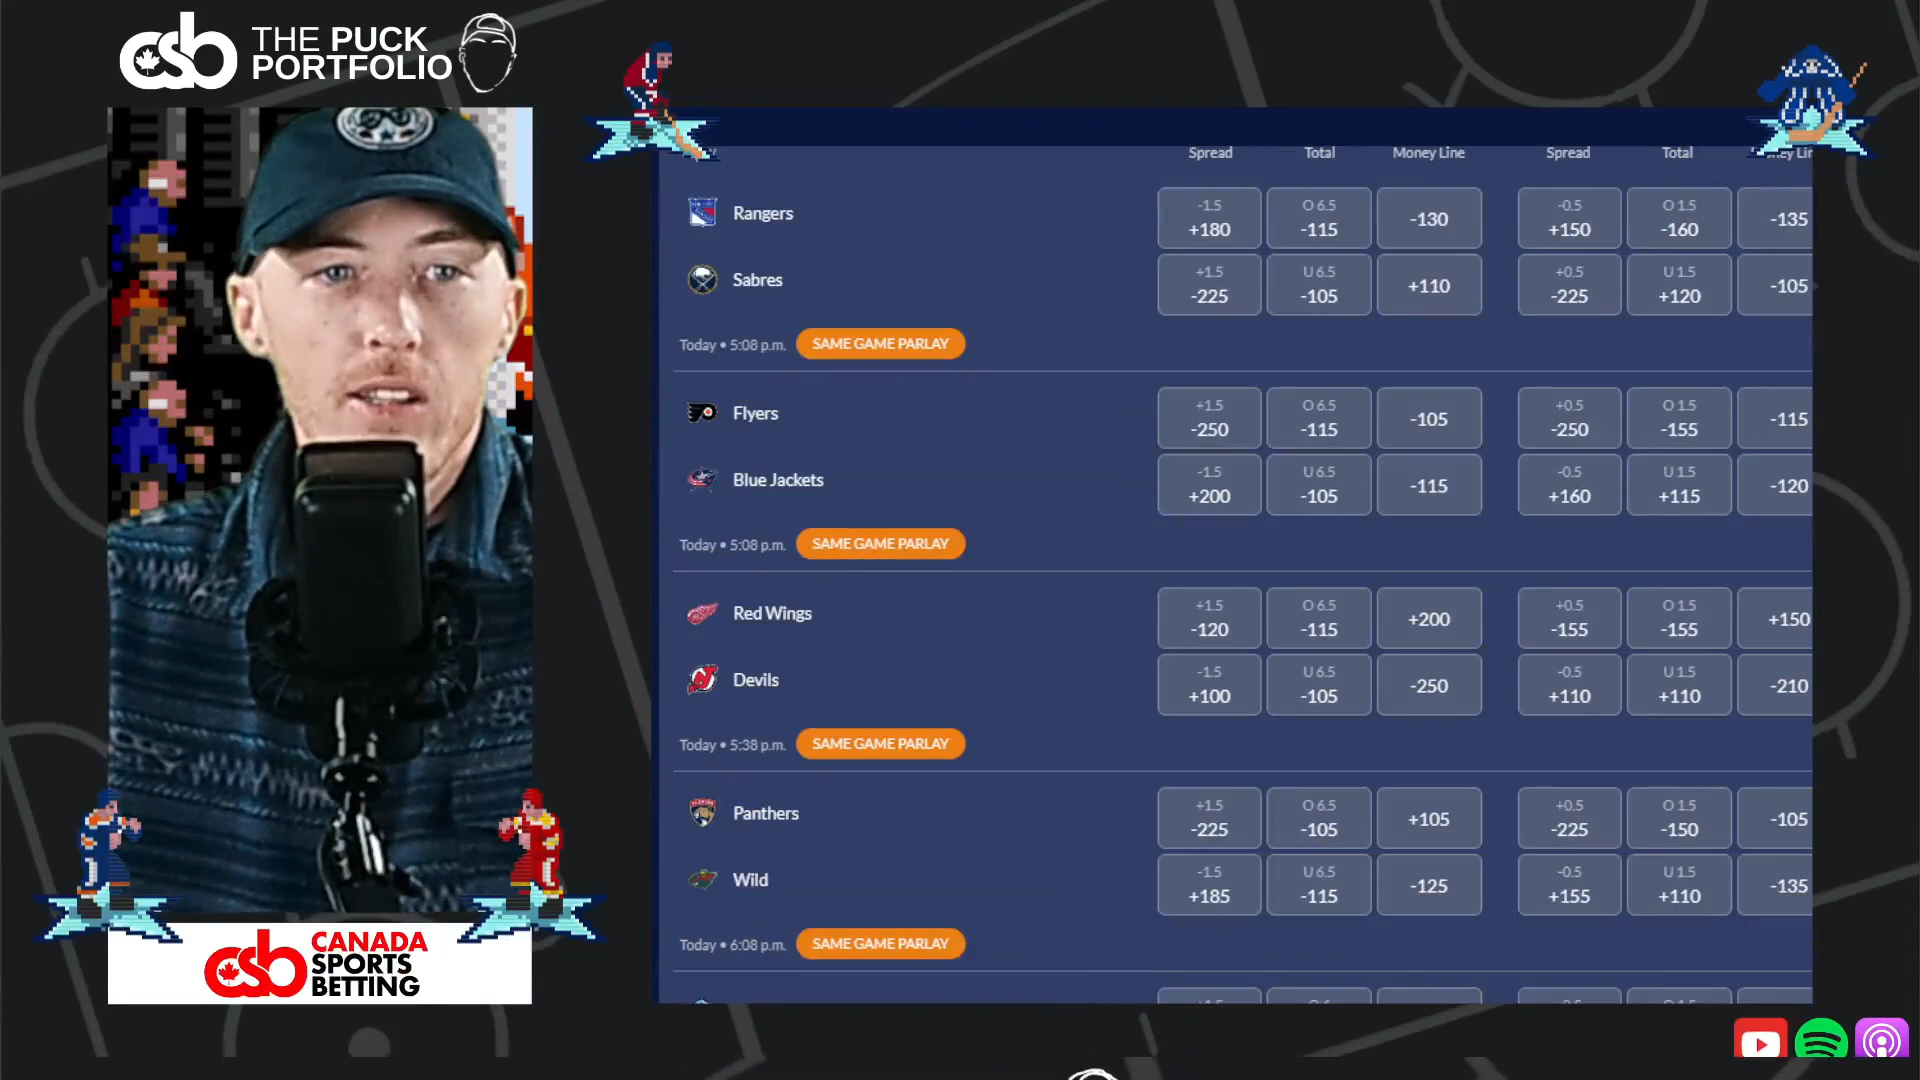 csb THE PUCK
PORTFOLIO
Spread Total Money Line Spread Total
Rangers -1.5 +180 O 6.5 -115 -130 -0.5 +150 O 1.5 -160 -135
Sabres +1.5 -225 U 6.5 -105 +110 +0.5 -225 U 1.5 +120 -105
Today • 5:08 p.m. SAME GAME PARLAY
Flyers +1.5 -250 O 6.5 -115 -105 +0.5 -250 O 1.5 -155 -115
Blue Jackets -1.5 +200 U 6.5 -105 -115 -0.5 +160 U 1.5 +115 -120
Today • 5:08 p.m. SAME GAME PARLAY
Red Wings +1.5 -120 O 6.5 -115 +200 +0.5 -155 O 1.5 -155 +150
Devils -1.5 +100 U 6.5 -105 -250 -0.5 +110 U 1.5 +110 -210
Today • 5:38 p.m. SAME GAME PARLAY
Panthers +1.5 -225 O 6.5 -105 +105 +0.5 -225 O 1.5 -150 -105
Wild -1.5 +185 U 6.5 -115 -125 -0.5 +155 U 1.5 +110 -135
Today • 6:08 p.m. SAME GAME PARLAY
csb CANADA
SPORTS
BETTING